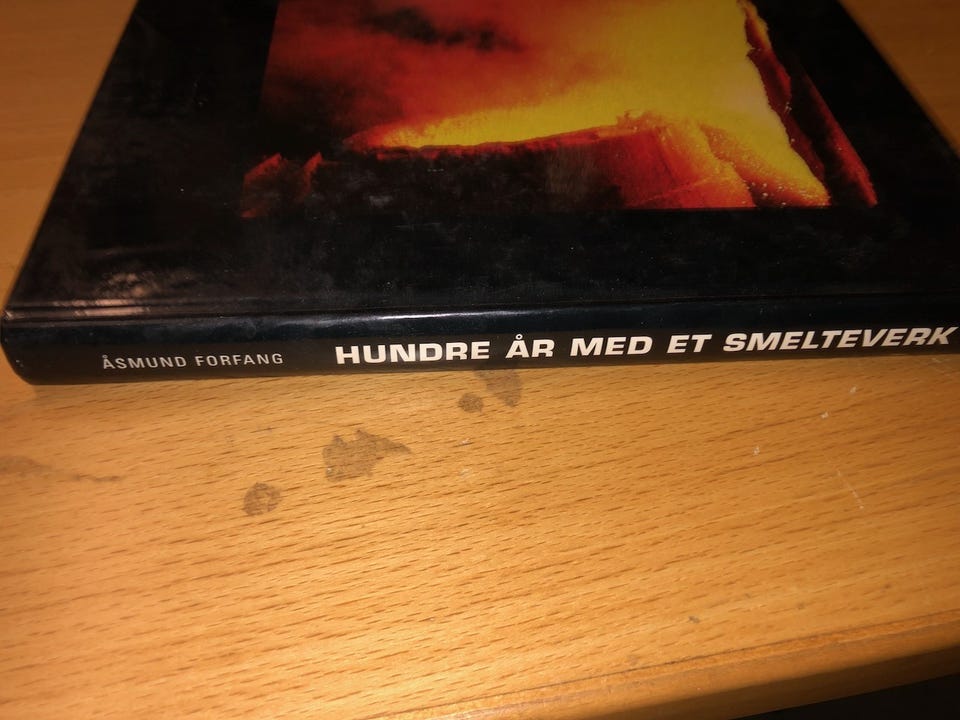 ÅSMUND FORFANG HUNDRE ÅR MED ET SMELTEVERK